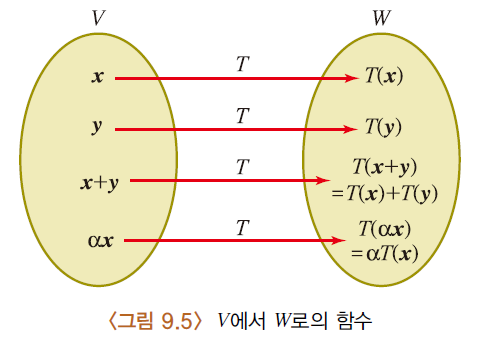 V W
x T T(x)
y T T(y)
x+y T T(x+y)
=T(x)+T(y)
αx T T(αx)
=αT(x)
〈그림 9.5〉 V에서 W로의 함수